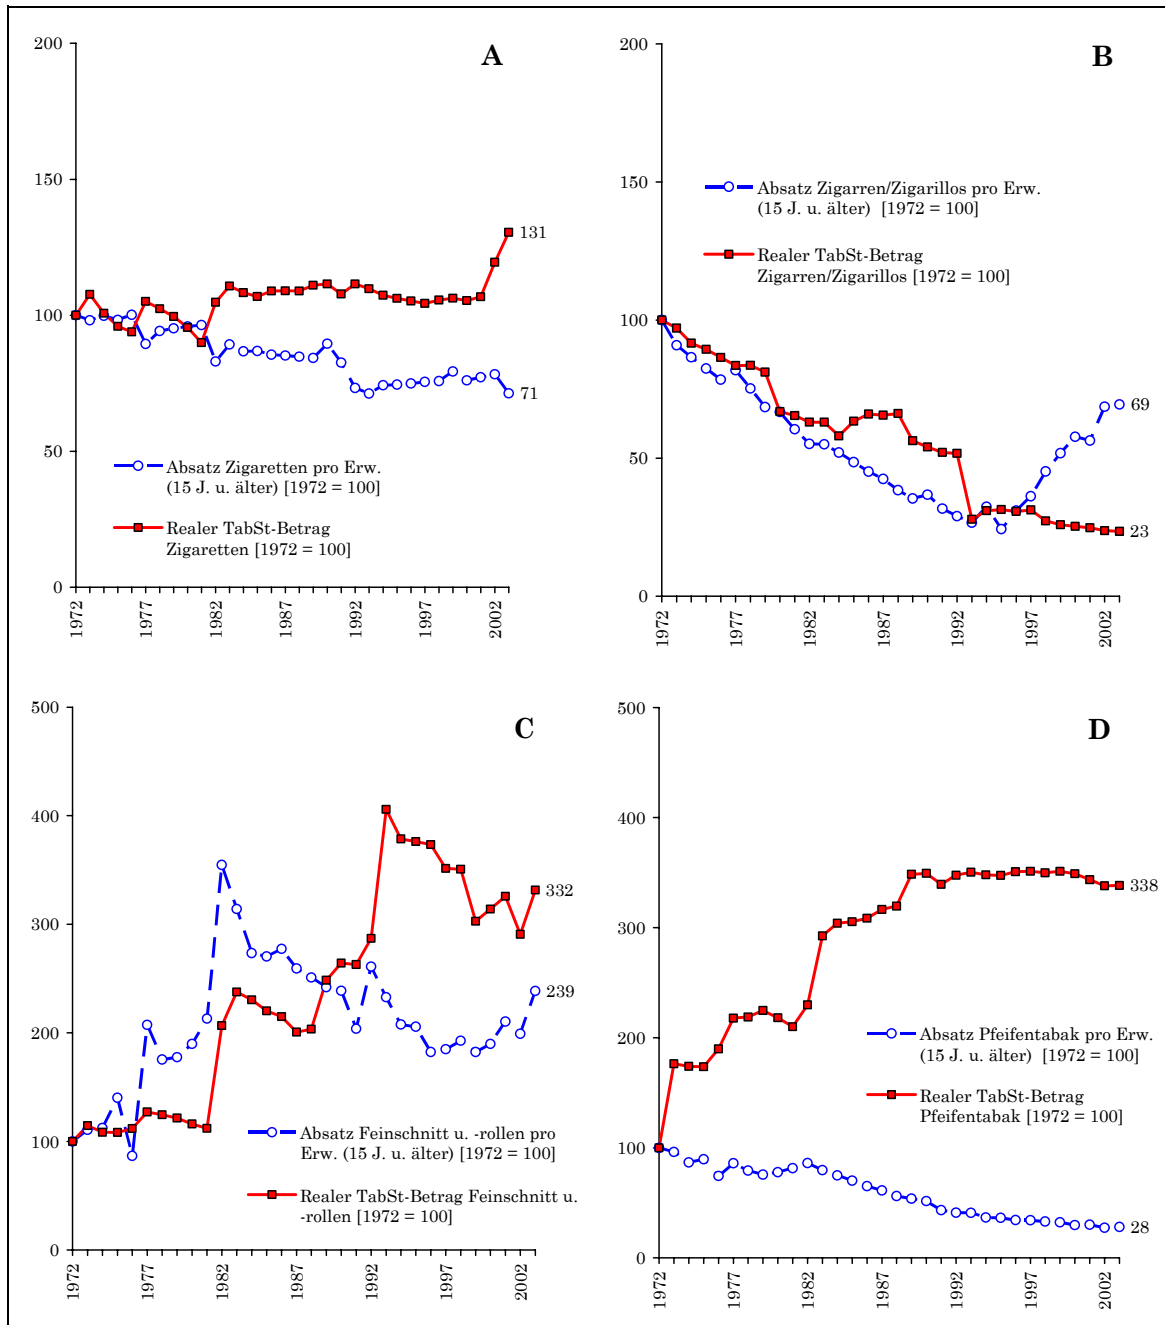 A
200
150
100
50
0
131
71
Absatz Zigaretten pro Erw.
(15 J. u. älter) [1972 = 100]
Realer TabSt-Betrag
Zigaretten [1972 = 100]
1972
1977
1982
1987
1992
1997
2002
B
200
150
100
50
0
Absatz Zigarren/Zigarillos pro Erw.
(15 J. u. älter) [1972 = 100]
Realer TabSt-Betrag
Zigarren/Zigarillos [1972 = 100]
69
23
1972
1977
1982
1987
1992
1997
2002
C
500
400
300
200
100
0
332
239
Absatz Feinschnitt u. -rollen pro
Erw. (15 J. u. älter) [1972 = 100]
Realer TabSt-Betrag Feinschnitt u.
-rollen [1972 = 100]
1972
1977
1982
1987
1992
1997
2002
D
500
400
300
200
100
0
338
Absatz Pfeifentabak pro Erw.
(15 J. u. älter) [1972 = 100]
Realer TabSt-Betrag
Pfeifentabak [1972 = 100]
28
1972
1977
1982
1987
1992
1997
2002